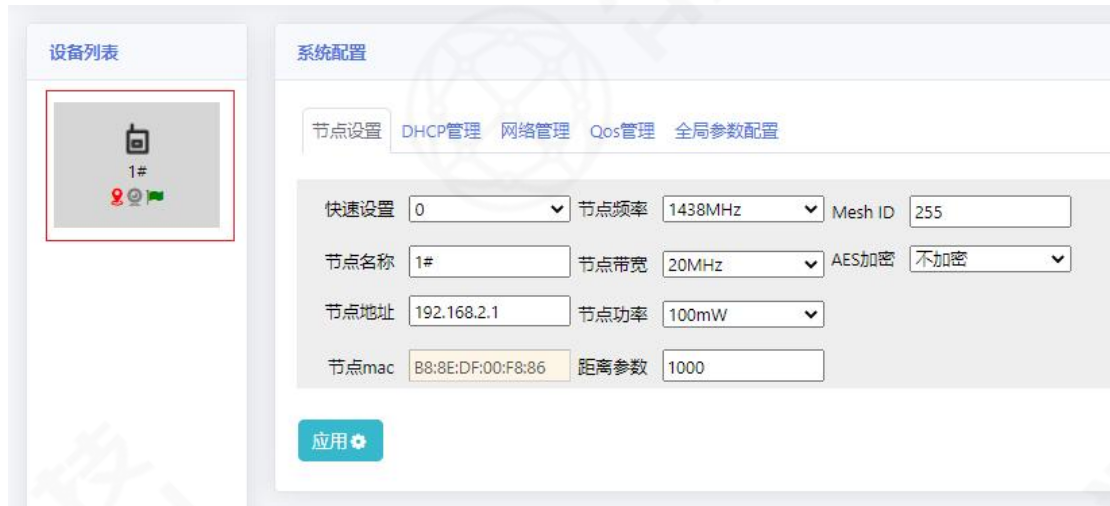 设备列表
1#
系统配置
节点设置 DHCP管理 网络管理 Qos管理 全局参数配置
快速设置 0 节点频率 1438MHz Mesh ID 255
节点名称 1# 节点带宽 20MHz AES加密 不加密
节点地址 192.168.2.1 节点功率 100mW
节点mac B8:8E:DF:00:F8:86 距离参数 1000
应用